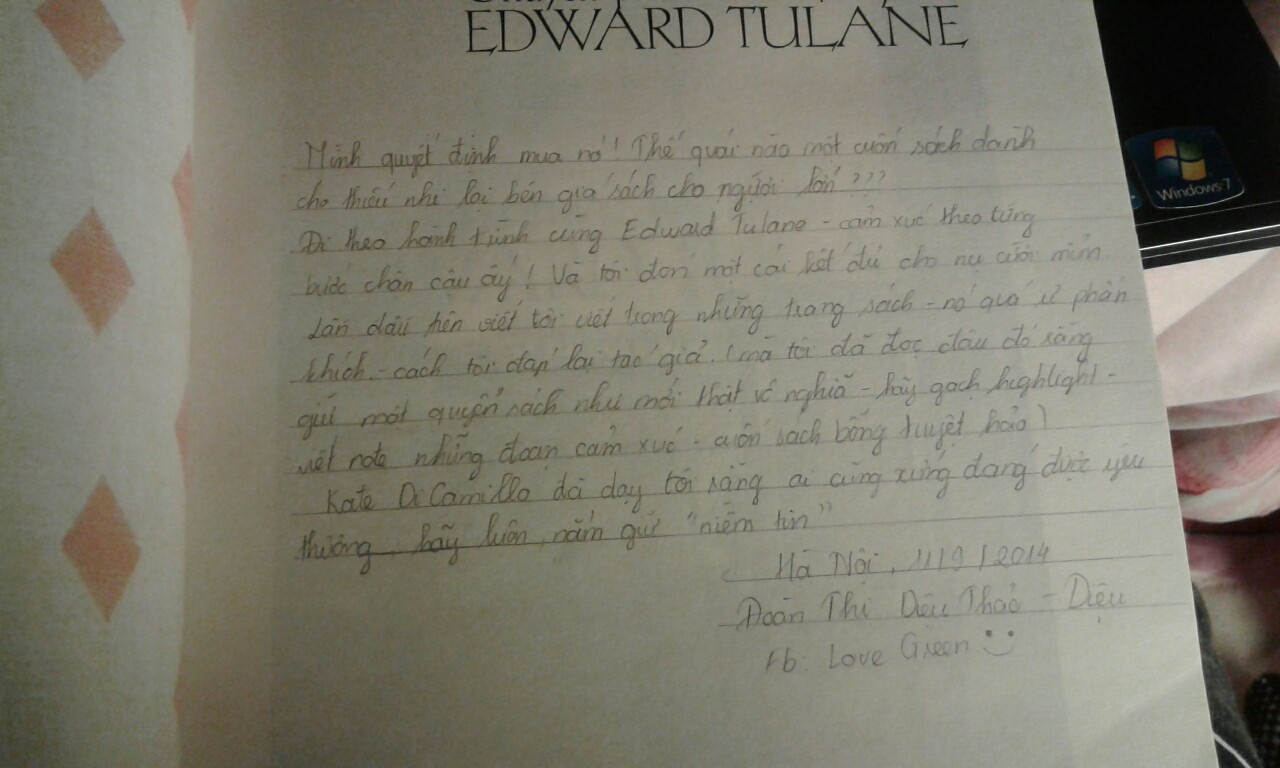 EDWARD TULANE
Mình quyết định mua nó! Thế quái nào một cuốn sách dành
cho thiếu nhi lại bên giá sách cho người lớn???
Đi theo hành trình cùng Edward Tulane - cảm xúc theo từng
bước chân cậu ấy! Và tôi đón một cái kết đủ cho nụ cười mỉm
Lần đầu tiên viết tôi viết trong những trang sách - nó quá ư phấn
khích - cách tôi đáp lại tác giả. (mà tôi đã đọc đâu đó rằng
giữ một quyển sách như mới thật vô nghĩa - hãy gạch highlight -
viết note những đoạn cảm xúc - cuốn sách bỗng tuyệt hảo)
Kate DiCamillo đã dạy tôi rằng ai cũng xứng đáng được yêu
thương, hãy luôn nắm giữ "niềm tin"
Hà Nội, 11/9/2014
Đoàn Thị Diệu Thảo - Diệu
Fb: Love Green
Windows 7